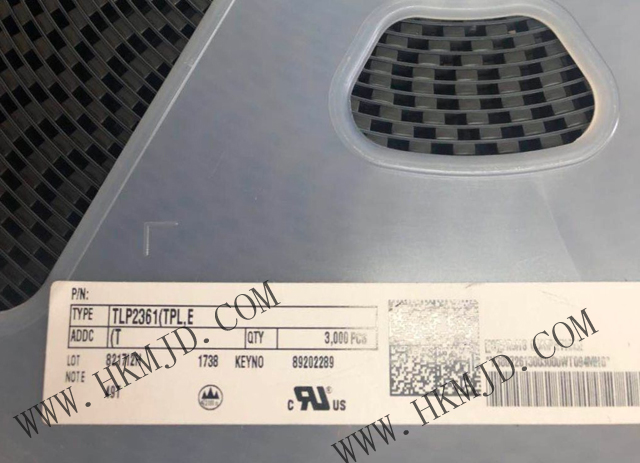 P/N:
TYPE TLP2361(TPL,E
ADDC (T QTY 3,000 PCS
LOT 1738 KEYNO 89202289
NOTE
C US
WWW.HKMJD.COM
WWW.HKMJD.COM